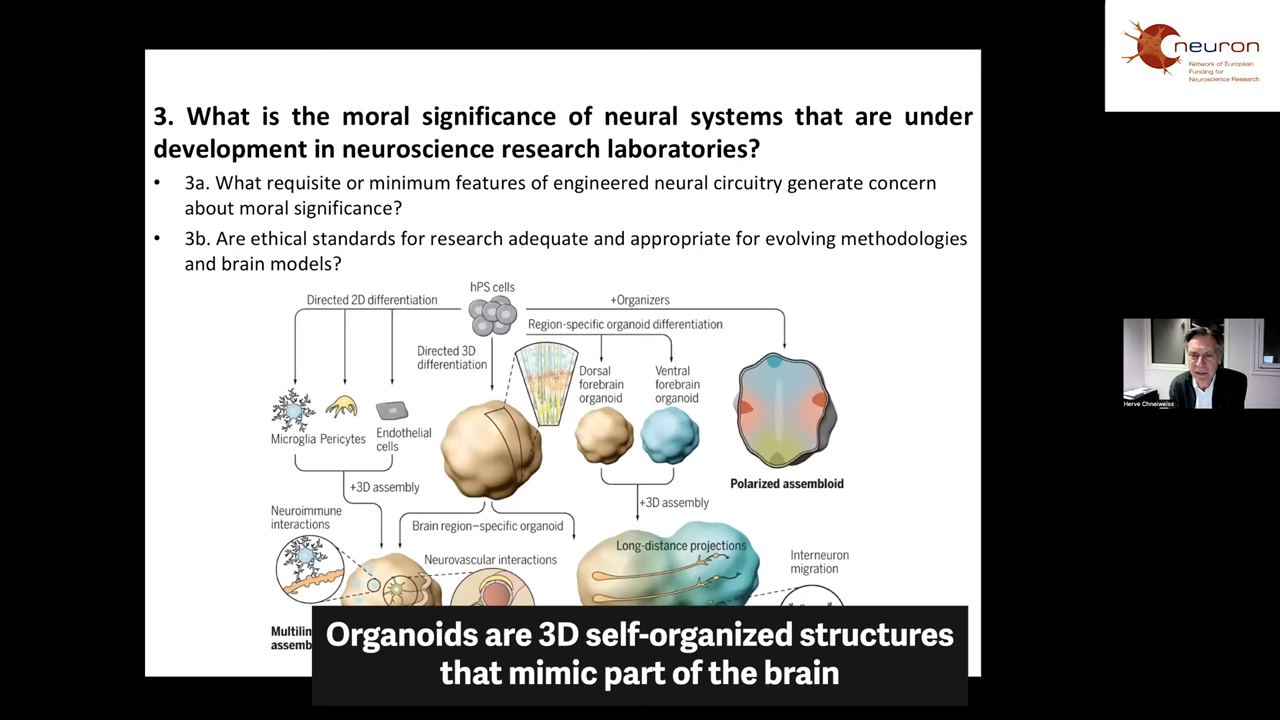 neuron
Network of European
Funding for
Neuroscience Research
3. What is the moral significance of neural systems that are under
development in neuroscience research laboratories?
• 3a. What requisite or minimum features of engineered neural circuitry generate concern
about moral significance?
• 3b. Are ethical standards for research adequate and appropriate for evolving methodologies
and brain models?
hPS cells
Directed 2D differentiation
+Organizers
Region-specific organoid differentiation
Directed 3D
differentiation
Dorsal
forebrain
organoid
Ventral
forebrain
organoid
Microglia
Pericytes
Endothelial
cells
Polarized assembloid
+3D assembly
+3D assembly
Neuroimmune
interactions
Brain region–specific organoid
Neurovascular interactions
Long-distance projections
Interneuron
migration
Multilin
assemb
Organoids are 3D self-organized structures
that mimic part of the brain
Herve Chneiweiss